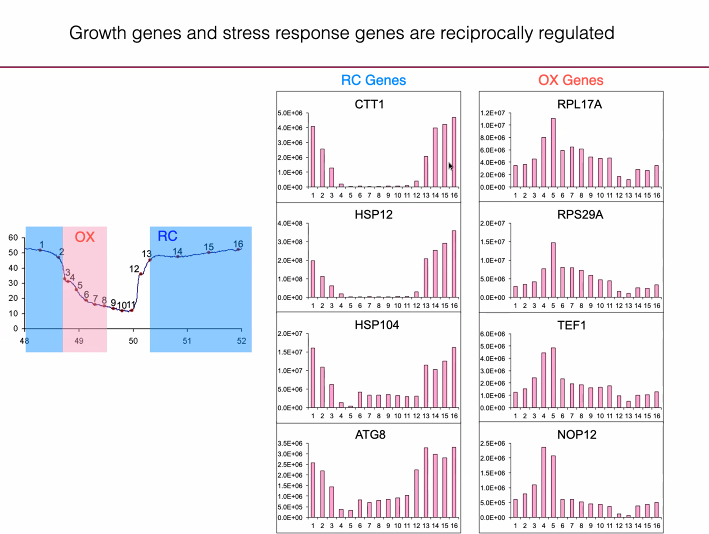 Growth genes and stress response genes are reciprocally regulated
RC Genes
OX Genes
CTT1
5.0E+06
4.0E+06
3.0E+06
2.0E+06
1.0E+06
0.0E+00
1 2 3 4 5 6 7 8 9 10 11 12 13 14 15 16
RPL17A
1.2E+07
1.0E+07
8.0E+06
6.0E+06
4.0E+06
2.0E+06
0.0E+00
1 2 3 4 5 6 7 8 9 10 11 12 13 14 15 16
OX
RC
60
50
40
30
20
10
0
48 49 50 51 52
1 2 3 4 5 6 7 8 9 10 11 12 13 14 15 16
HSP12
4.0E+08
3.0E+08
2.0E+08
1.0E+08
0.0E+00
1 2 3 4 5 6 7 8 9 10 11 12 13 14 15 16
RPS29A
2.0E+07
1.5E+07
1.0E+07
5.0E+06
0.0E+00
1 2 3 4 5 6 7 8 9 10 11 12 13 14 15 16
HSP104
2.0E+07
1.5E+07
1.0E+07
5.0E+06
0.0E+00
1 2 3 4 5 6 7 8 9 10 11 12 13 14 15 16
TEF1
6.0E+06
5.0E+06
4.0E+06
3.0E+06
2.0E+06
1.0E+06
0.0E+00
1 2 3 4 5 6 7 8 9 10 11 12 13 14 15 16
ATG8
3.5E+06
3.0E+06
2.5E+06
2.0E+06
1.5E+06
1.0E+06
5.0E+05
0.0E+00
1 2 3 4 5 6 7 8 9 10 11 12 13 14 15 16
NOP12
2.5E+06
2.0E+06
1.5E+06
1.0E+06
5.0E+05
0.0E+00
1 2 3 4 5 6 7 8 9 10 11 12 13 14 15 16